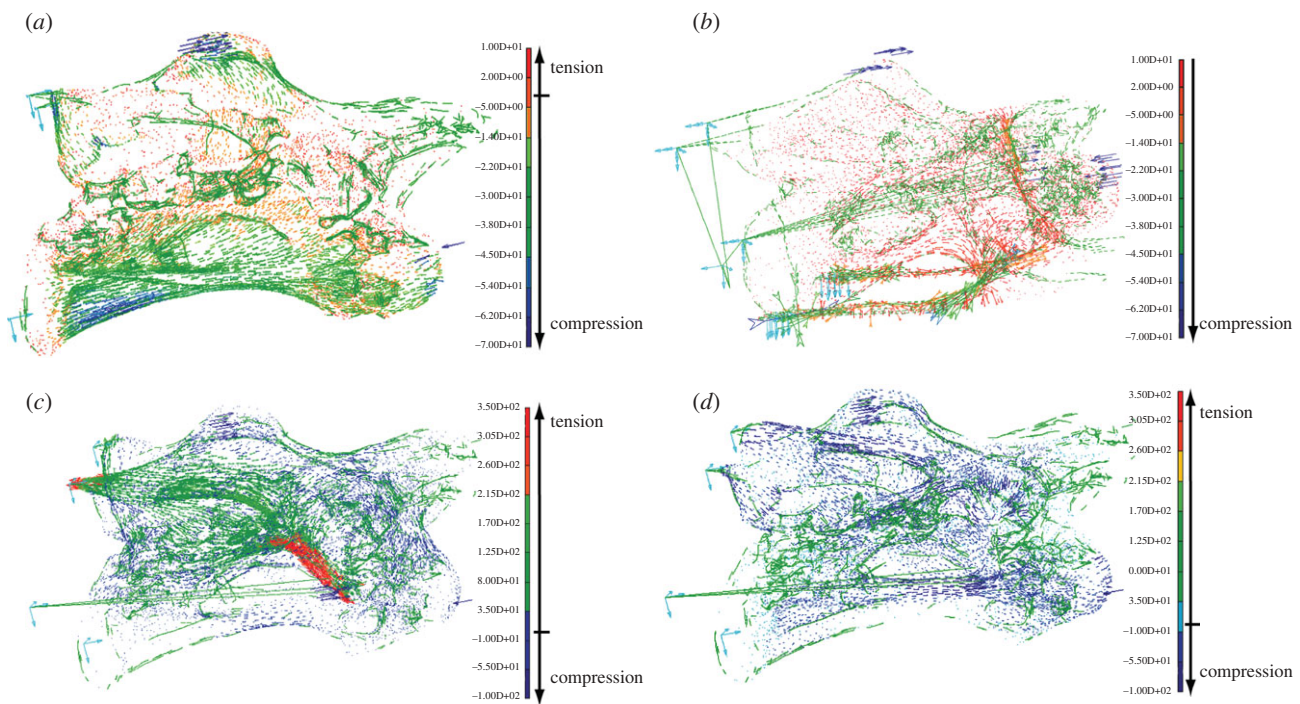 (a)
1.00D+01
2.00D+00
–5.00D+00
–1.40D+01
–2.20D+01
–3.00D+01
–3.80D+01
–4.50D+01
–5.40D+01
–6.20D+01
–7.00D+01
tension
compression
(b)
1.00D+01
2.00D+00
–5.00D+00
–1.40D+01
–2.20D+01
–3.00D+01
–3.80D+01
–4.50D+01
–5.40D+01
–6.20D+01
–7.00D+01
compression
(c)
3.50D+02
3.05D+02
2.60D+02
2.15D+02
1.70D+02
1.25D+02
8.00D+01
3.50D+01
–1.00D+01
–5.50D+01
–1.00D+02
tension
compression
(d)
3.50D+02
3.05D+02
2.60D+02
2.15D+02
1.70D+02
1.25D+02
0.00D+01
3.50D+01
–1.00D+01
–5.50D+01
–1.00D+02
tension
compression